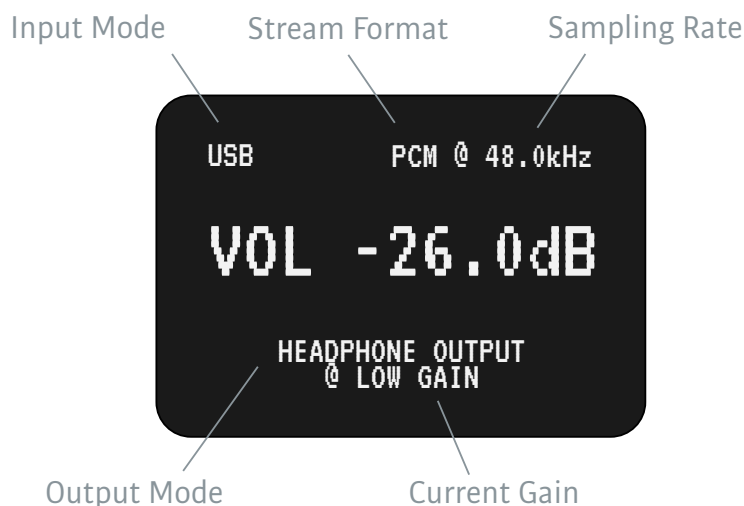 Input Mode
Stream Format
Sampling Rate
USB
PCM @ 48.0kHz
VOL -26.0dB
HEADPHONE OUTPUT
@ LOW GAIN
Output Mode
Current Gain